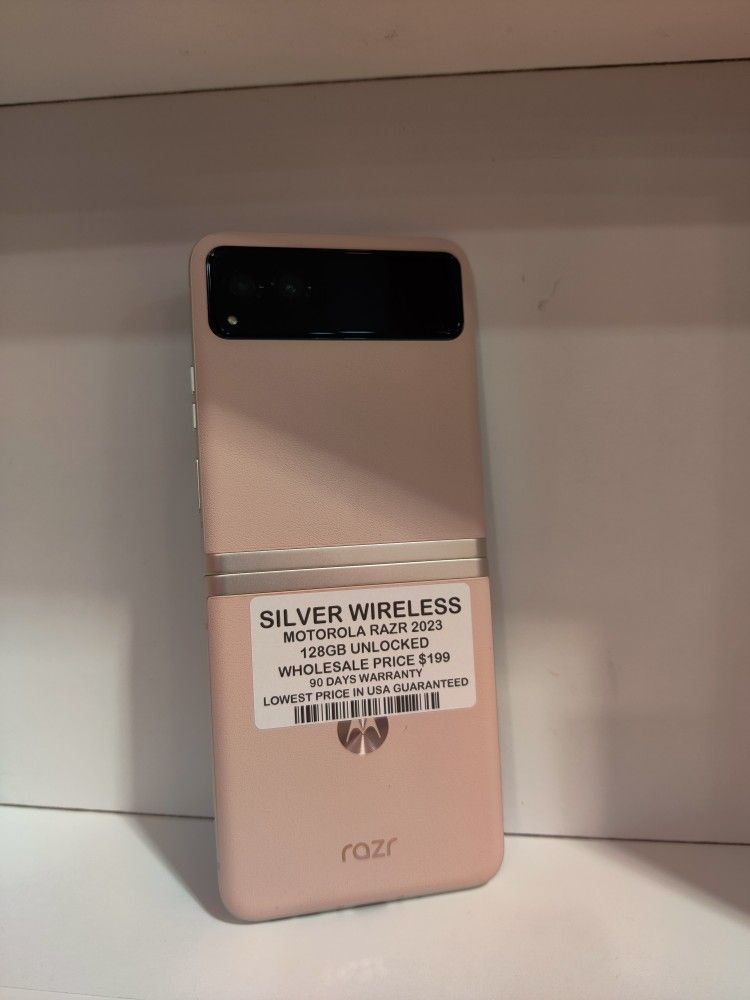 SILVER WIRELESS
MOTOROLA RAZR 2023
128GB UNLOCKED
WHOLESALE PRICE $199
90 DAYS WARRANTY
LOWEST PRICE IN USA GUARANTEED
razr